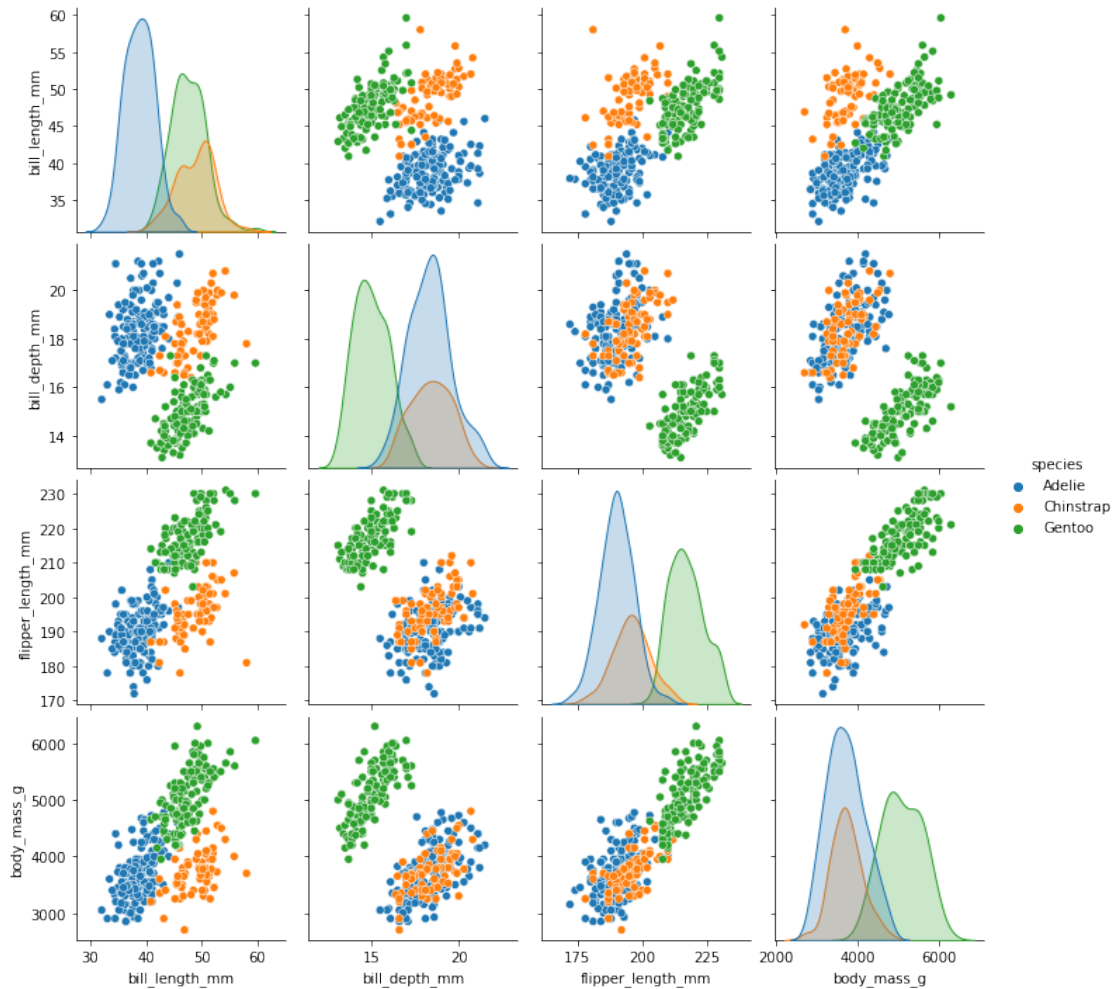 60
55
50
45
40
35
bill_length_mm
20
18
16
14
bill_depth_mm
species
Adelie
Chinstrap
Gentoo
230
220
210
200
190
180
170
flipper_length_mm
6000
5000
4000
3000
body_mass_g
30 40 50 60 15 20 175 200 225 2000 4000 6000
bill_length_mm bill_depth_mm flipper_length_mm body_mass_g